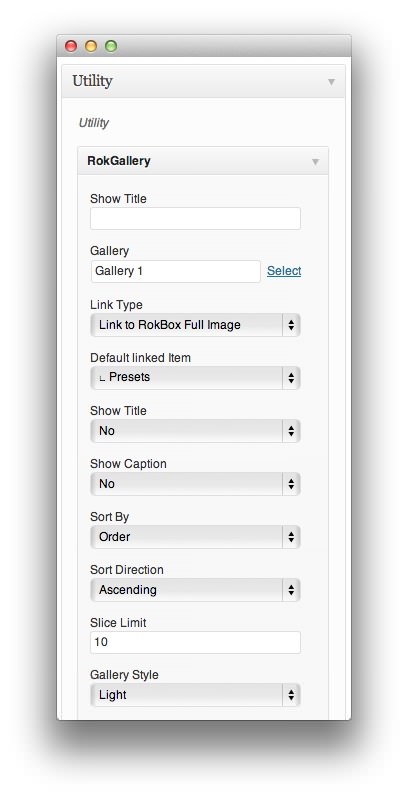 Utility
Utility
RokGallery
Show Title
Gallery
Gallery 1 Select
Link Type
Link to RokBox Full Image
Default linked Item
∟ Presets
Show Title
No
Show Caption
No
Sort By
Order
Sort Direction
Ascending
Slice Limit
10
Gallery Style
Light